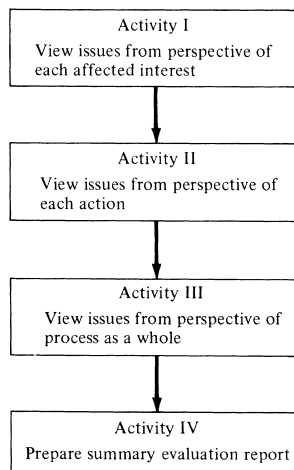 Activity I
View issues from perspective of
each affected interest
Activity II
View issues from perspective of
each action
Activity III
View issues from perspective of
process as a whole
Activity IV
Prepare summary evaluation report